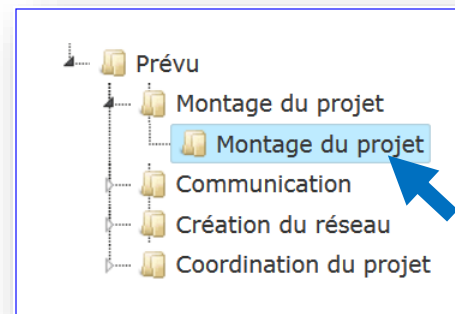 Prévu
Montage du projet
Montage du projet
Communication
Création du réseau
Coordination du projet